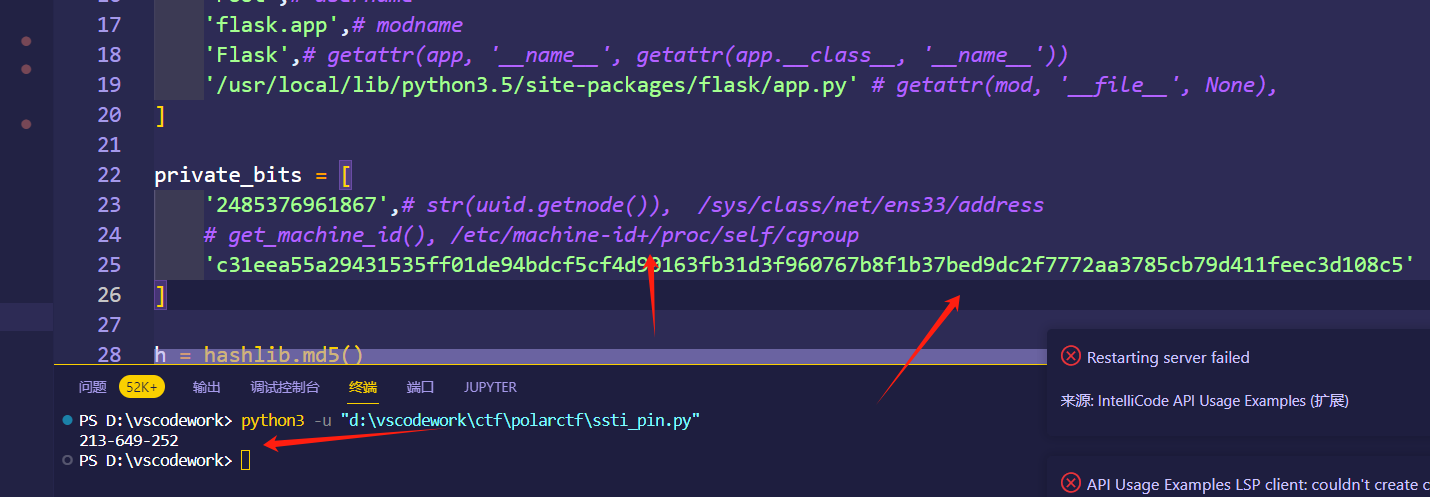 17 'flask.app',# modname
18 'Flask',# getattr(app, '__name__', getattr(app.__class__, '__name__'))
19 '/usr/local/lib/python3.5/site-packages/flask/app.py' # getattr(mod, '__file__', None),
20 ]
21
22 private_bits = [
23 '2485376961867',# str(uuid.getnode()), /sys/class/net/ens33/address
24 # get_machine_id(), /etc/machine-id+/proc/self/cgroup
25
26 ]
27
28 h = hashlib.md5()
问题 52K+ 输出 调试控制台 终端 端口 JUPYTER
PS D:\vscodework> python3 -u "d:\vscodework\ctf\polarctf\ssti_pin.py"
213-649-252
PS D:\vscodework>
Restarting server failed
来源: IntelliCode API Usage Examples (扩展)
API Usage Examples LSP client: couldn't create